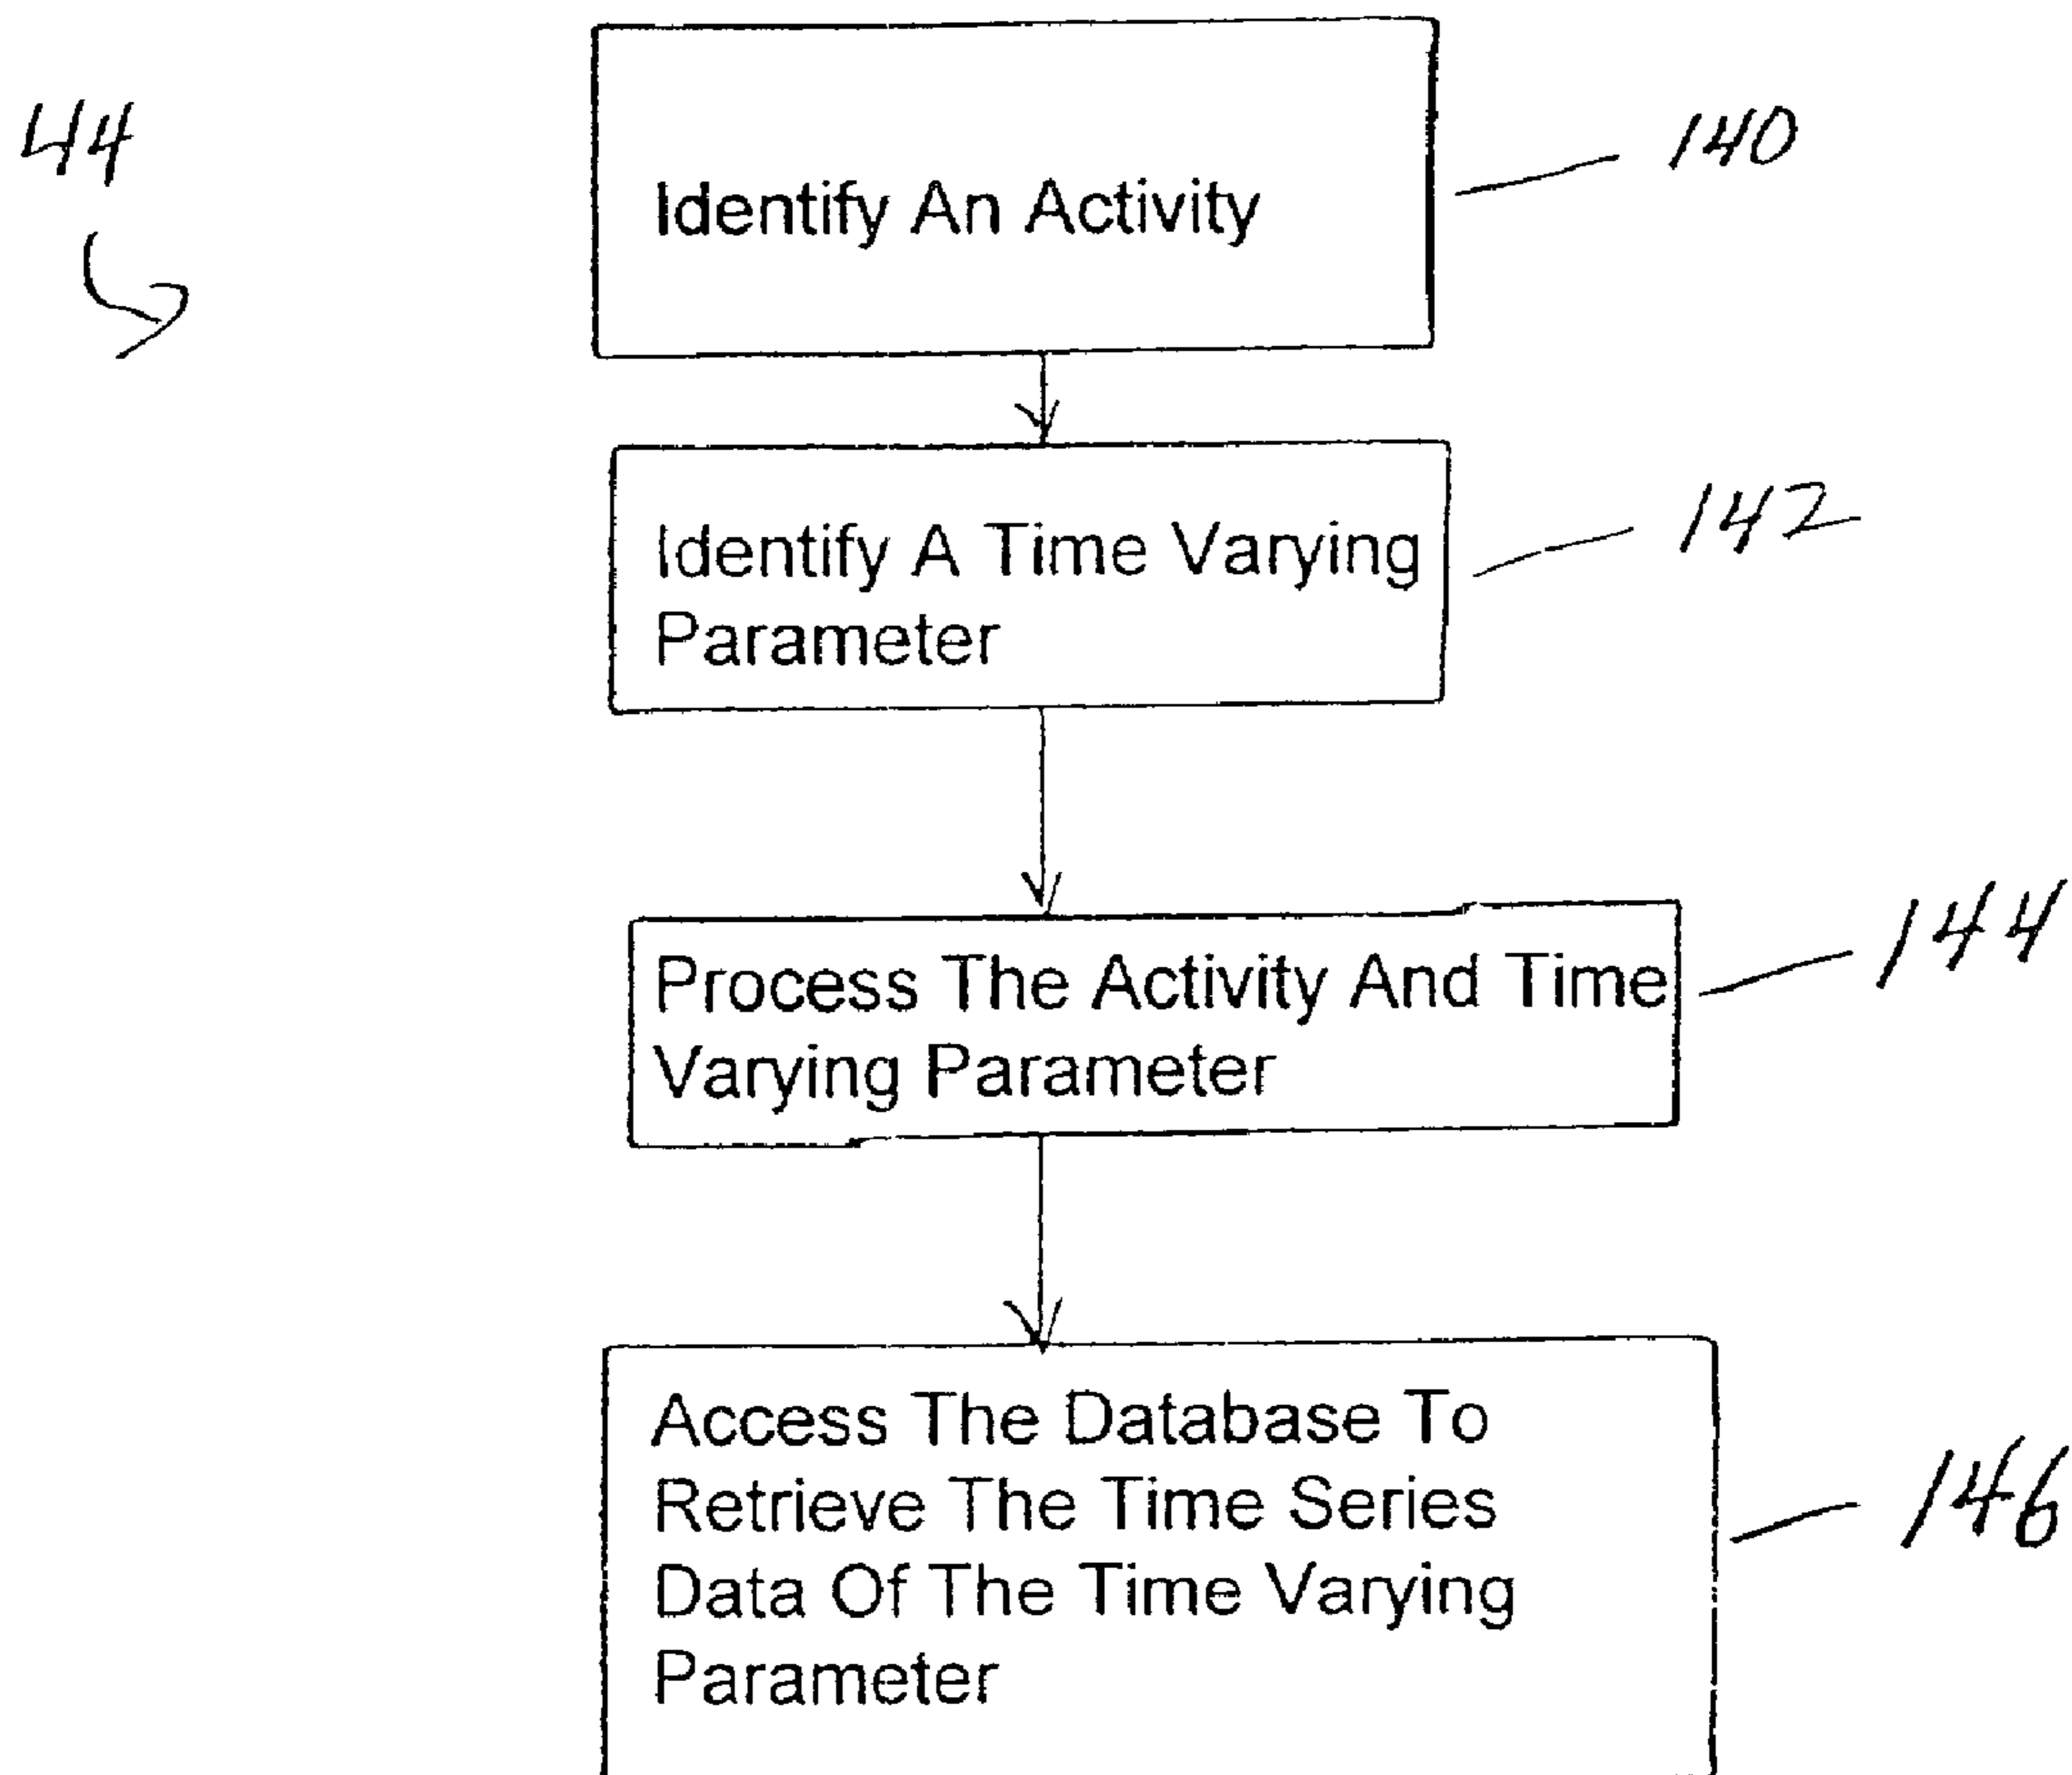 44
Identify An Activity
140
Identify A Time Varying
Parameter
142
Process The Activity And Time
Varying Parameter
144
Access The Database To
Retrieve The Time Series
Data Of The Time Varying
Parameter
146